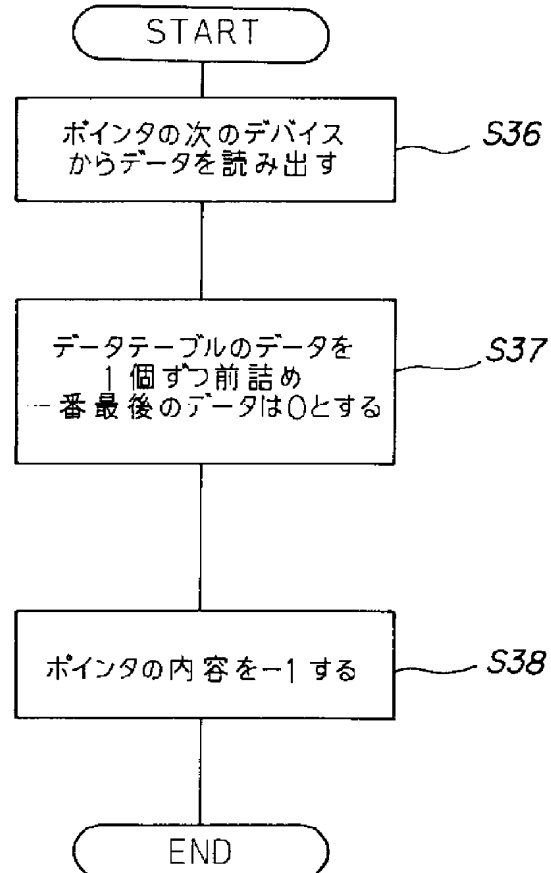 START
ポインタの次のデバイス
からデータを読み出す
S36
データテーブルのデータを
1個ずつ前詰め
一番最後のデータは0とする
S37
ポインタの内容を−1する
S38
END